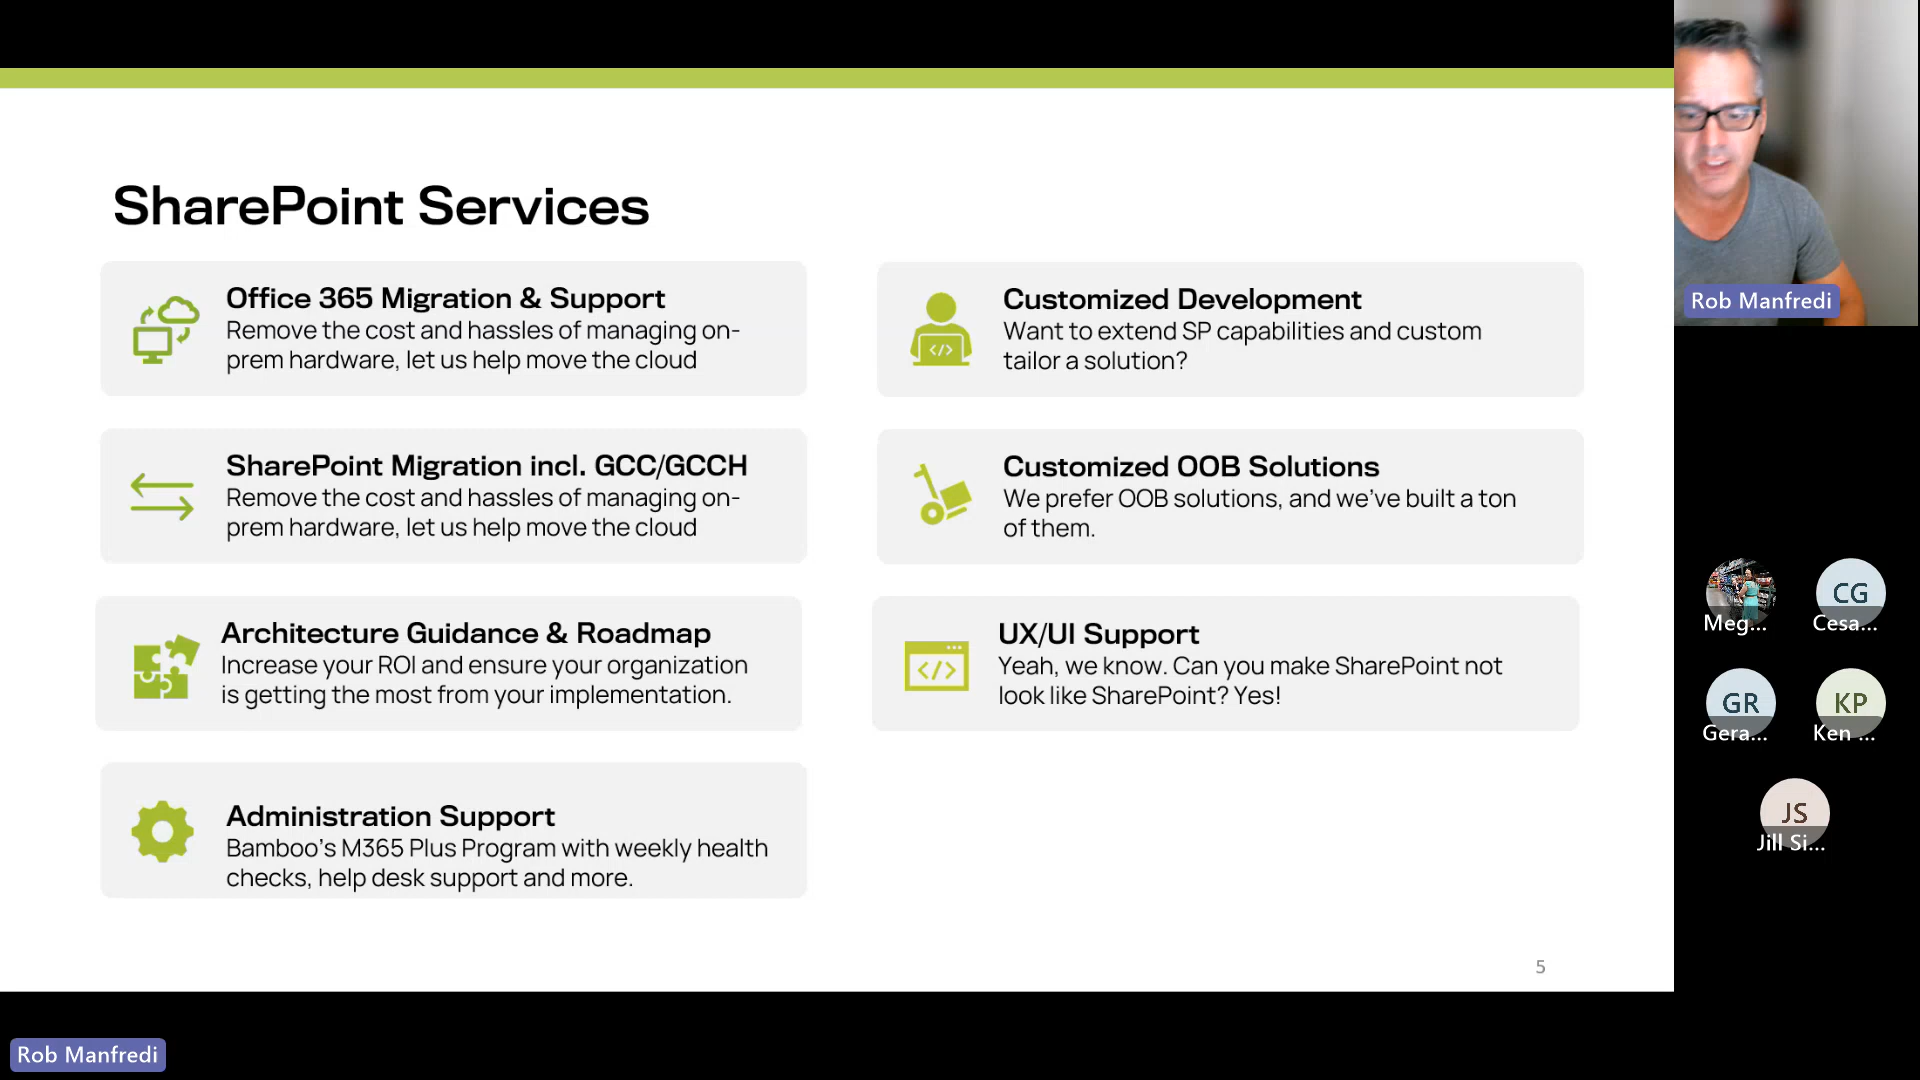 SharePoint Services
Office 365 Migration & Support
Remove the cost and hassles of managing on-
prem hardware, let us help move the cloud
SharePoint Migration incl. GCC/GCCH
Remove the cost and hassles of managing on-
prem hardware, let us help move the cloud
Architecture Guidance & Roadmap
Increase your ROI and ensure your organization
is getting the most from your implementation.
Administration Support
Bamboo's M365 Plus Program with weekly health
checks, help desk support and more.
Customized Development
Want to extend SP capabilities and custom
tailor a solution?
</>
Customized OOB Solutions
We prefer OOB solutions, and we've built a ton
of them.
UX/UI Support
Yeah, we know. Can you make SharePoint not
look like SharePoint? Yes!
</>
5
Rob Manfredi
Meg...
CG
Cesa...
GR
Gera...
KP
Ken ...
JS
Jill Si...
Rob Manfredi